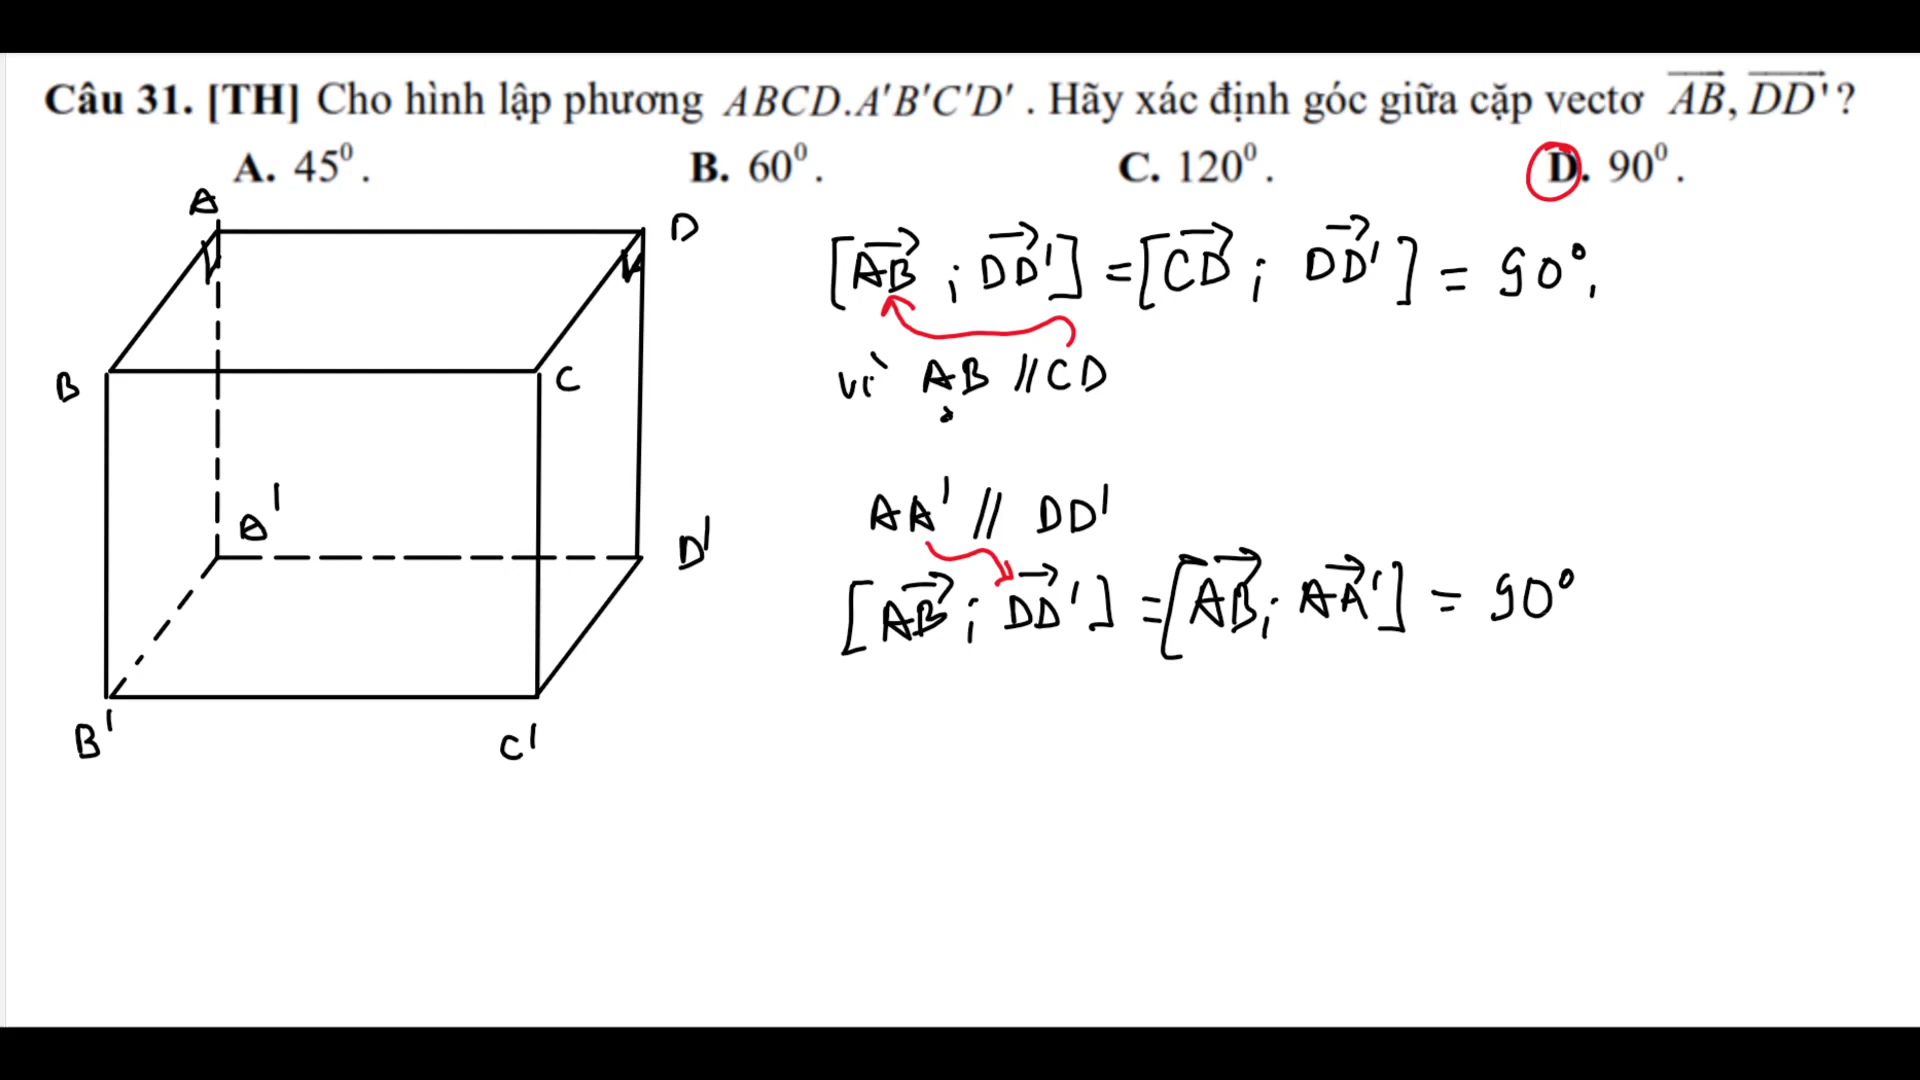 Câu 31. [TH] Cho hình lập phương ABCD.A'B'C'D' . Hãy xác định góc giữa cặp vectơ AB, DD' ?
A. 45⁰ .
B. 60⁰ .
C. 120⁰ .
D. 90⁰ .
A
D
B
C
A'
D'
B'
C'
[AB ; DD'] = [CD ; DD'] = 90°.
vì AB // CD
AA' // DD'
[AB ; DD'] = [AB ; AA'] = 90°